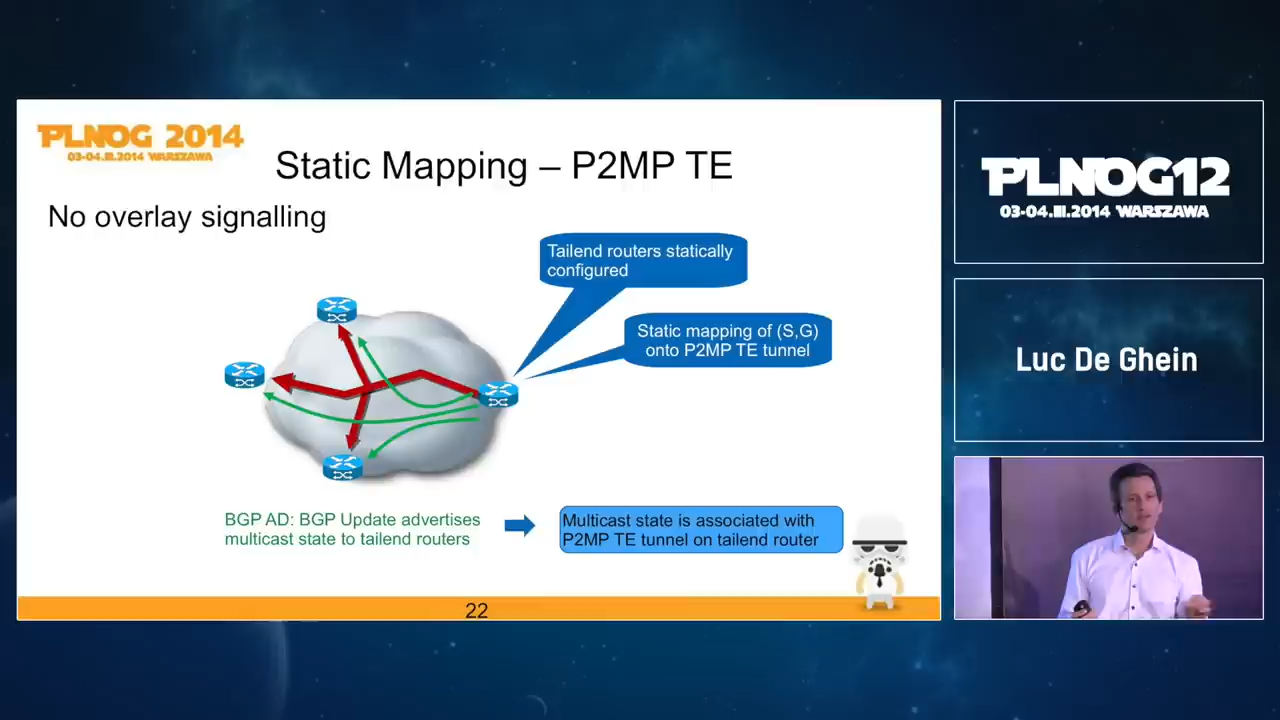 PLNOG 2014
03-04.III.2014 WARSZAWA
Static Mapping – P2MP TE
No overlay signalling
Tailend routers statically
configured
Static mapping of (S,G)
onto P2MP TE tunnel
BGP AD: BGP Update advertises
multicast state to tailend routers
Multicast state is associated with
P2MP TE tunnel on tailend router
22
PLNOG12
03-04.III.2014 WARSZAWA
Luc De Ghein